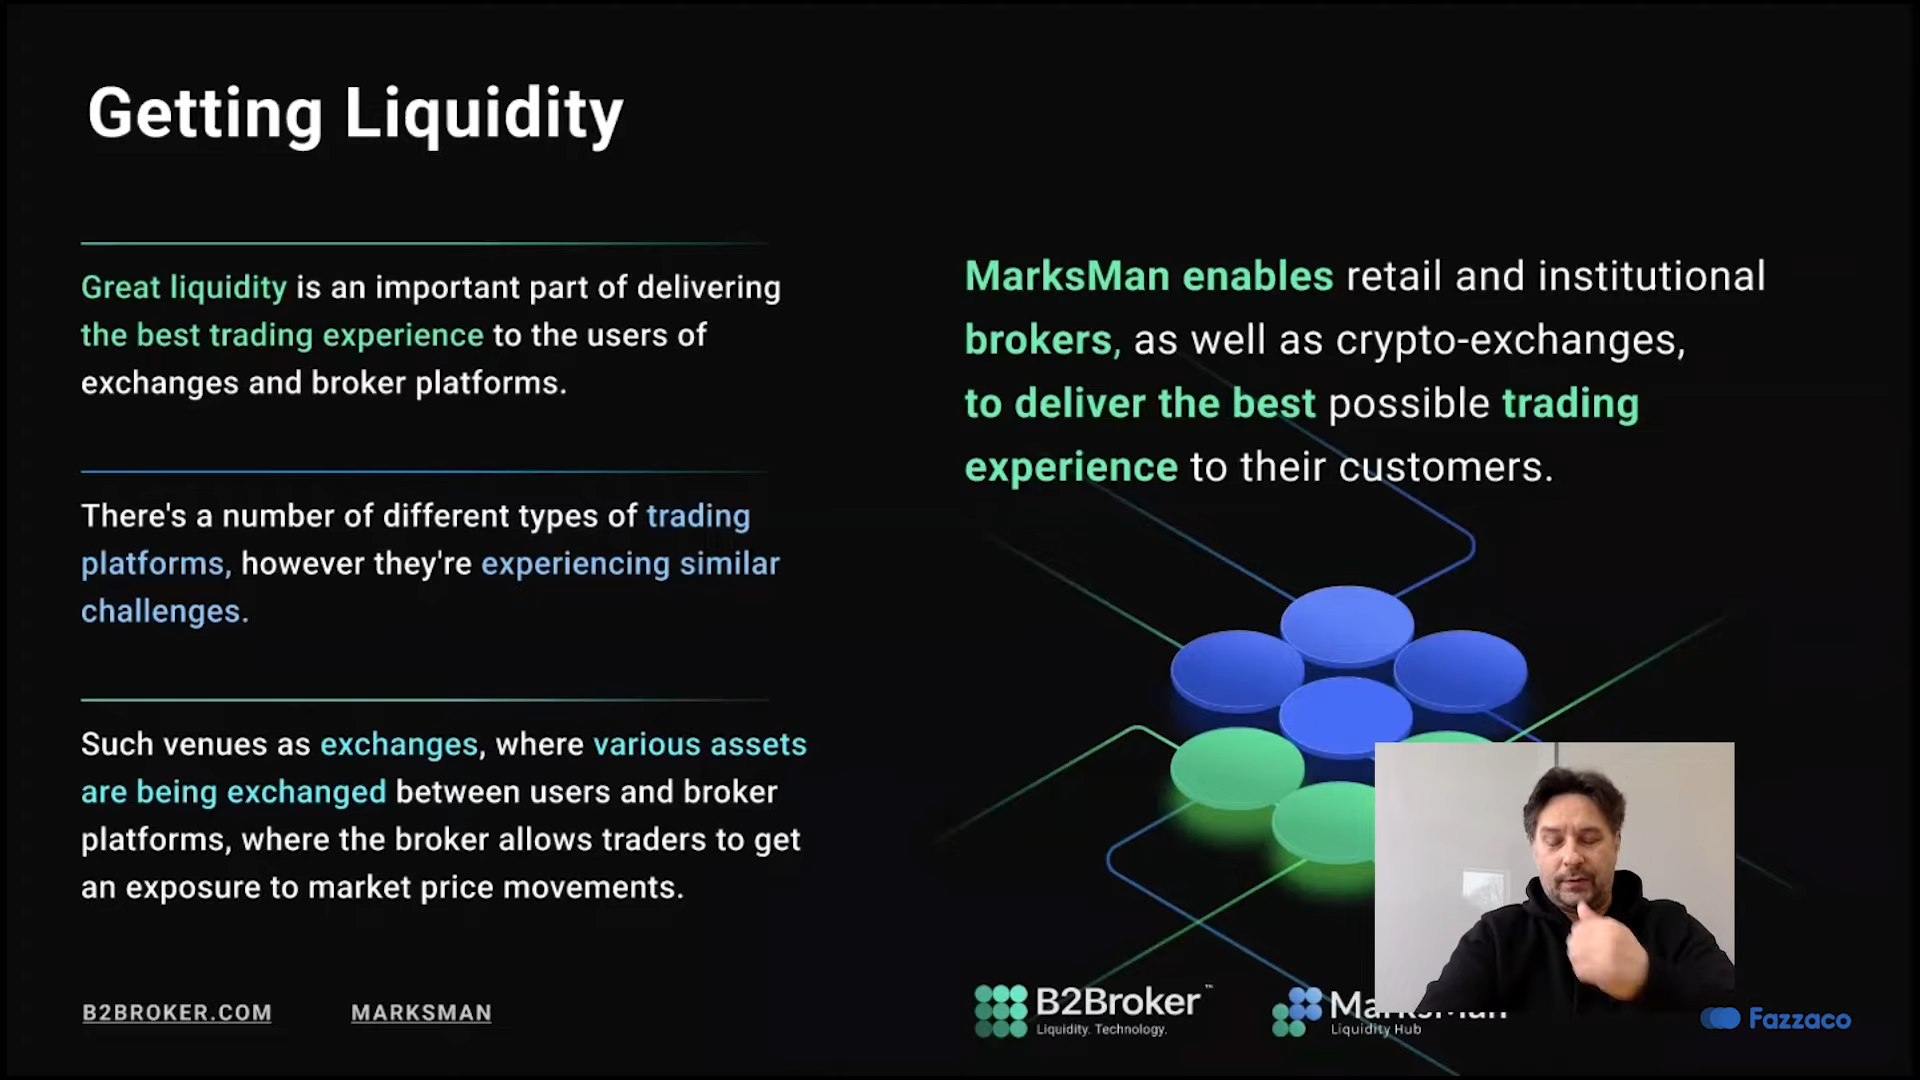 Getting Liquidity
Great liquidity is an important part of delivering
the best trading experience to the users of
exchanges and broker platforms.
There's a number of different types of trading
platforms, however they're experiencing similar
challenges.
Such venues as exchanges, where various assets
are being exchanged between users and broker
platforms, where the broker allows traders to get
an exposure to market price movements.
MarksMan enables retail and institutional
brokers, as well as crypto-exchanges,
to deliver the best possible trading
experience to their customers.
B2BROKER.COM
MARKSMAN
B2Broker™
Liquidity. Technology.
MarksMan
Liquidity Hub
Fazzaco